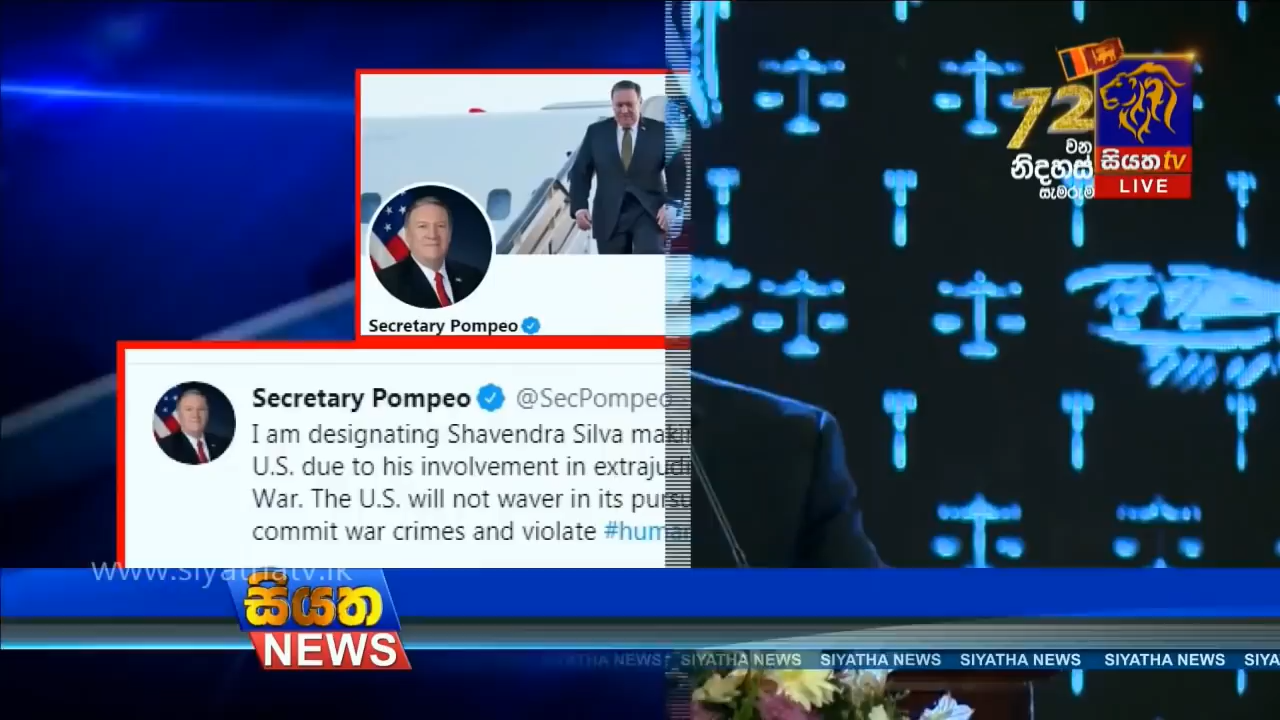 72
වන
නිදහස්
සැමරුම
සියත tv
LIVE
Secretary Pompeo
Secretary Pompeo @SecPompeo
I am designating Shavendra Silva
U.S. due to his involvement in
War. The U.S. will not waver in its
commit war crimes and violate
www.siyathatv.lk
සියත
NEWS
SIYATHA NEWS SIYATHA NEWS SIYATHA NEWS SIYATHA NEWS